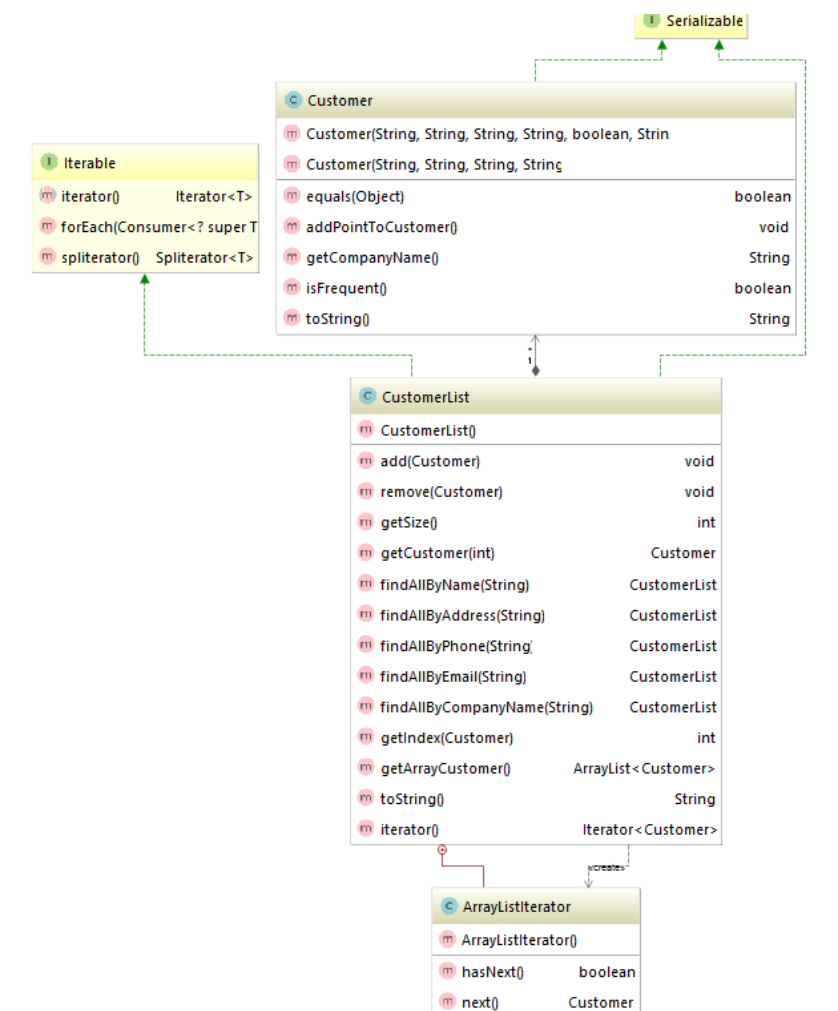 I Serializable
C Customer
m Customer(String, String, String, String, boolean, Strin
m Customer(String, String, String, String
m equals(Object) boolean
m addPointToCustomer() void
m getCompanyName() String
m isFrequent() boolean
m toString() String
I Iterable
m iterator() Iterator<T>
m forEach(Consumer<? super T
m spliterator() Spliterator<T>
*
1
C CustomerList
m CustomerList()
m add(Customer) void
m remove(Customer) void
m getSize() int
m getCustomer(int) Customer
m findAllByName(String) CustomerList
m findAllByAddress(String) CustomerList
m findAllByPhone(String) CustomerList
m findAllByEmail(String) CustomerList
m findAllByCompanyName(String) CustomerList
m getIndex(Customer) int
m getArrayCustomer() ArrayList<Customer>
m toString() String
m iterator() Iterator<Customer>
«create»
C ArrayListIterator
m ArrayListIterator()
m hasNext() boolean
m next() Customer